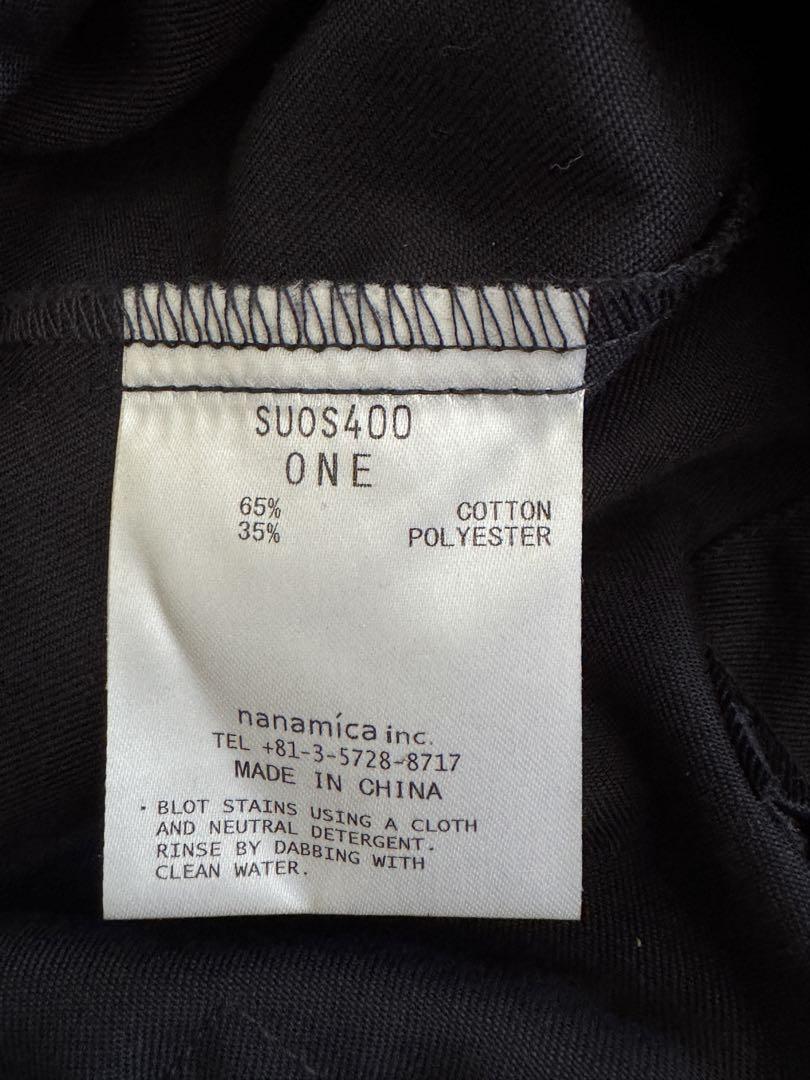 SUOS400
ONE
65% COTTON
35% POLYESTER
nanamica inc.
TEL +81-3-5728-8717
MADE IN CHINA
· BLOT STAINS USING A CLOTH
AND NEUTRAL DETERGENT.
RINSE BY DABBING WITH
CLEAN WATER.